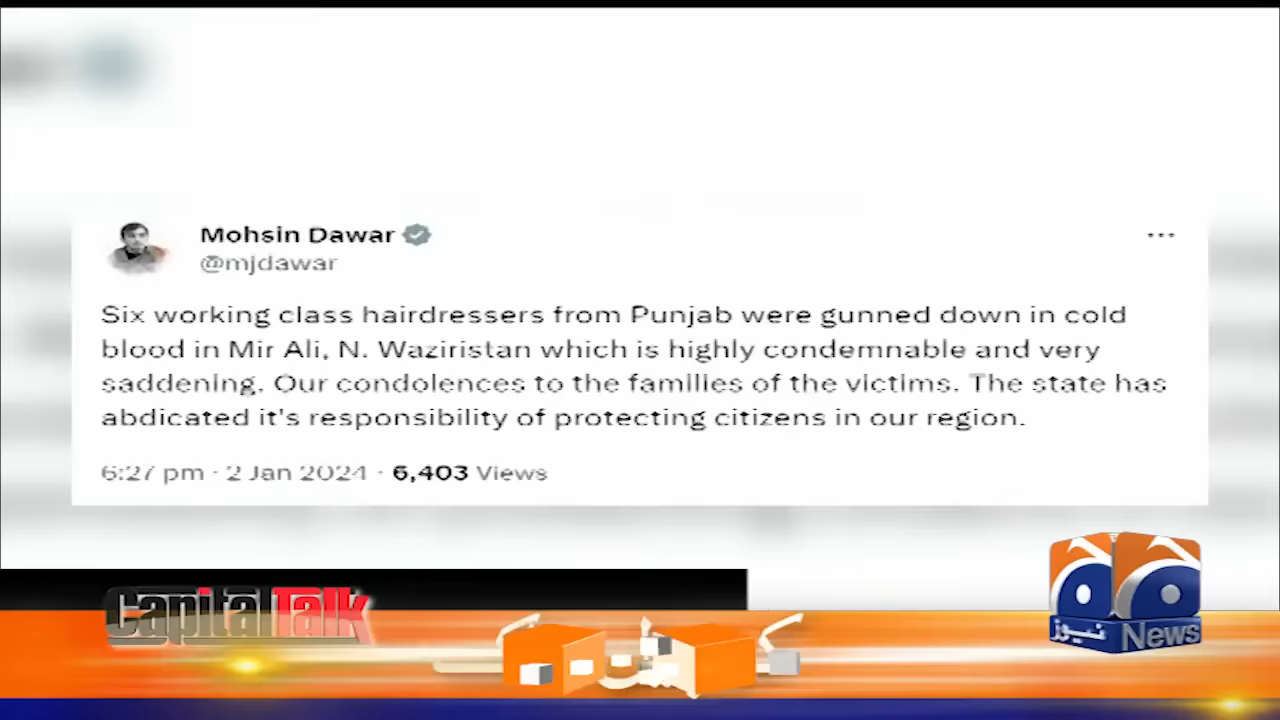 Mohsin Dawar
@mjdawar
Six working class hairdressers from Punjab were gunned down in cold
blood in Mir Ali, N. Waziristan which is highly condemnable and very
saddening. Our condolences to the families of the victims. The state has
abdicated it's responsibility of protecting citizens in our region.
6:27 pm · 2 Jan 2024 · 6,403 Views
Capital Talk
نیوز News